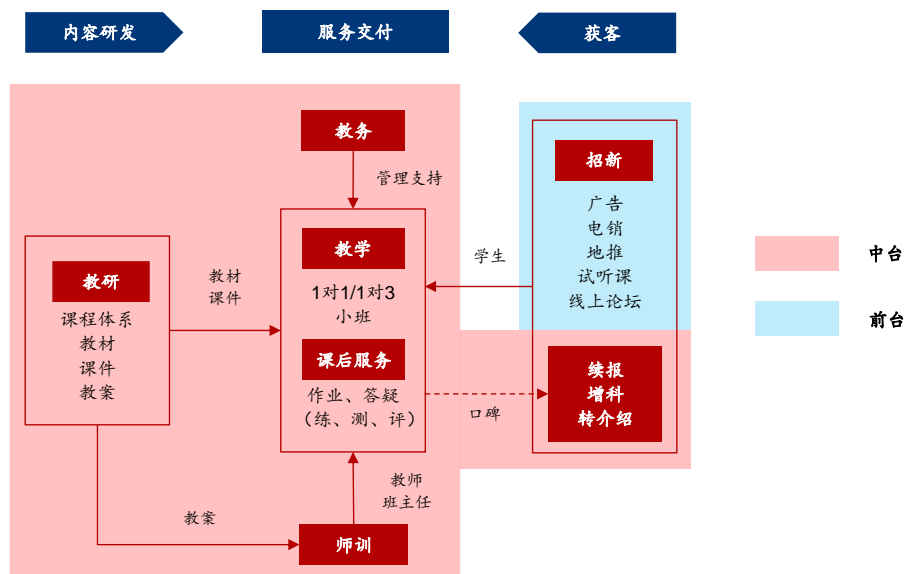 内容研发
服务交付
获客
教务
管理支持
教研
课程体系
教材
课件
教案
教材
课件
教学
1对1/1对3
小班
课后服务
作业、答疑
（练、测、评）
教案
教师
班主任
师训
学生
口碑
招新
广告
电销
地推
试听课
线上论坛
续报
增科
转介绍
中台
前台